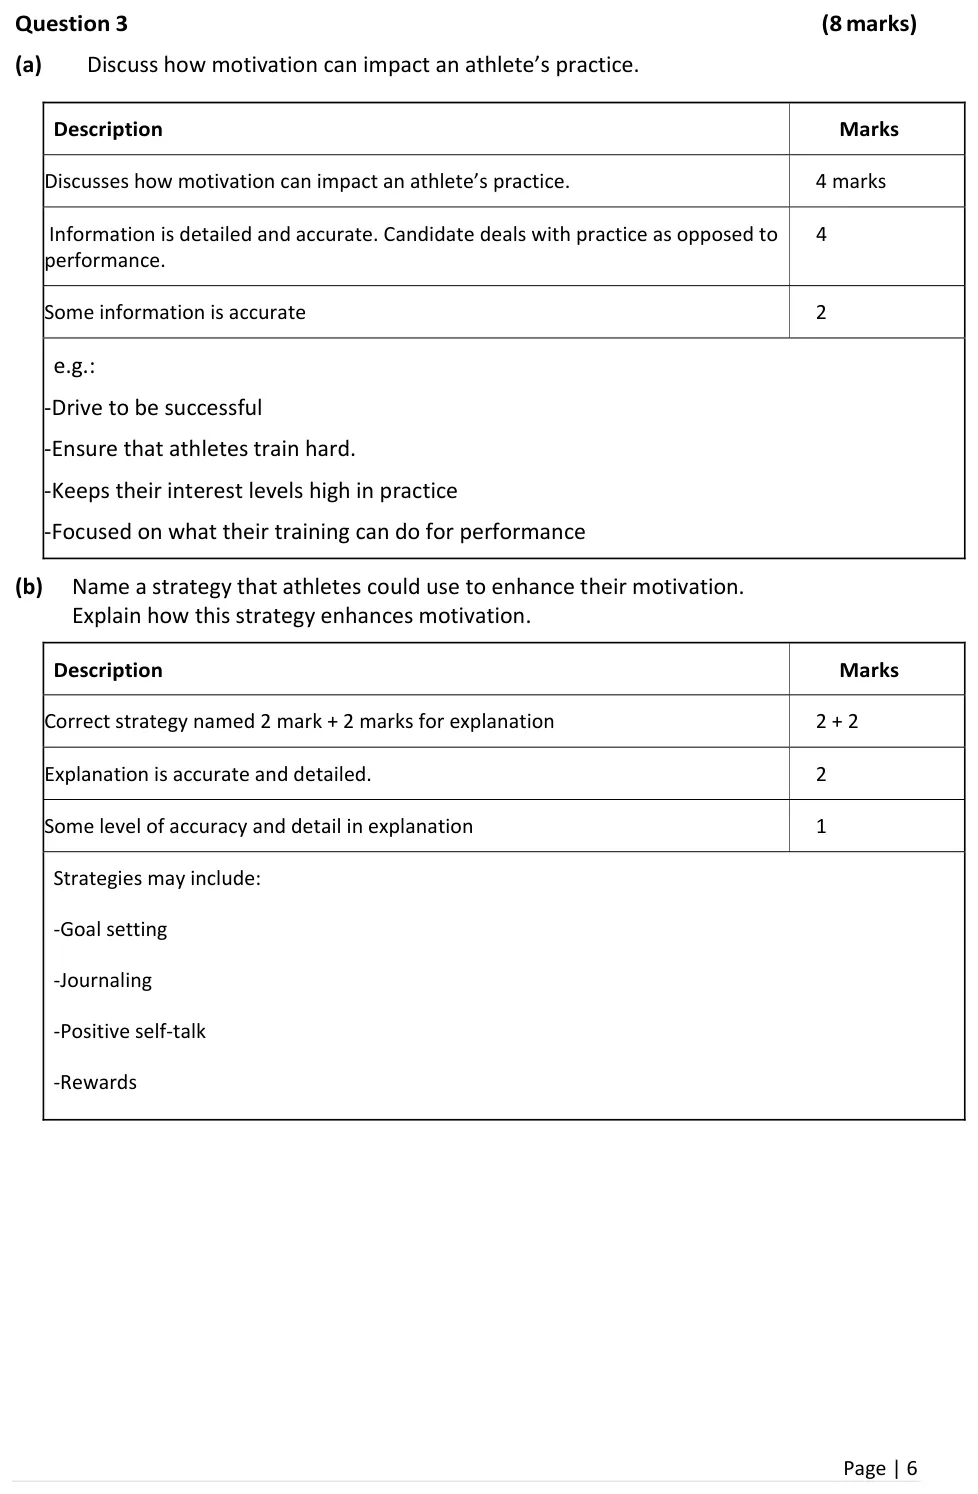 Question 3 (8 marks)
(a) Discuss how motivation can impact an athlete’s practice.
Description Marks
Discusses how motivation can impact an athlete’s practice. 4 marks
Information is detailed and accurate. Candidate deals with practice as opposed to 4
performance.
Some information is accurate 2
e.g.:
-Drive to be successful
-Ensure that athletes train hard.
-Keeps their interest levels high in practice
-Focused on what their training can do for performance
(b) Name a strategy that athletes could use to enhance their motivation.
Explain how this strategy enhances motivation.
Description Marks
Correct strategy named 2 mark + 2 marks for explanation 2 + 2
Explanation is accurate and detailed. 2
Some level of accuracy and detail in explanation 1
Strategies may include:
-Goal setting
-Journaling
-Positive self-talk
-Rewards
Page | 6